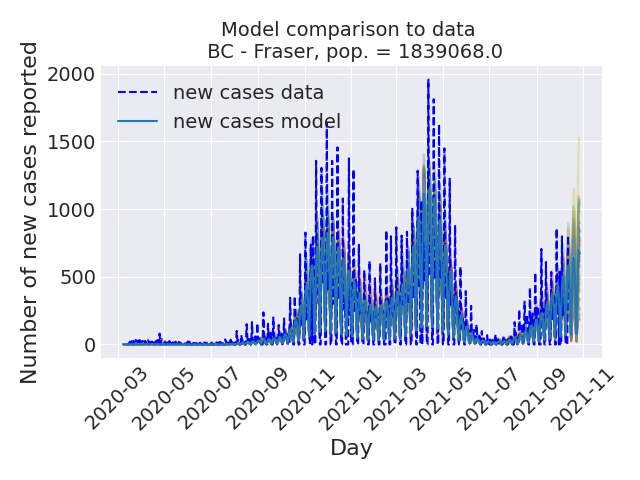 Model comparison to data
BC - Fraser, pop. = 1839068.0
Number of new cases reported
2000
1500
1000
500
0
new cases data
new cases model
2020-03
2020-05
2020-07
2020-09
2020-11
2021-01
2021-03
2021-05
2021-07
2021-09
2021-11
Day